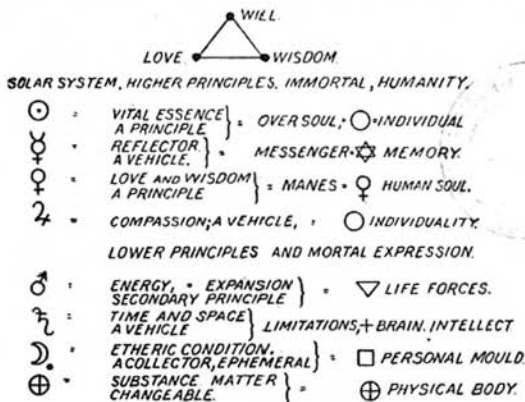 WILL.
LOVE. WISDOM.
SOLAR SYSTEM, HIGHER PRINCIPLES. IMMORTAL, HUMANITY.
☉ " VITAL ESSENCE A PRINCIPLE } = OVER SOUL, = ○ = INDIVIDUAL
☿ " REFLECTOR. A VEHICLE. } = MESSENGER = ✡ MEMORY.
♀ " LOVE AND WISDOM A PRINCIPLE } = MANES = ♀ HUMAN SOUL.
♃ " COMPASSION; A VEHICLE, " ○ INDIVIDUALITY.
LOWER PRINCIPLES AND MORTAL EXPRESSION.
♂ " ENERGY, = EXPANSION SECONDARY PRINCIPLE } = ▽ LIFE FORCES.
♄ " TIME AND SPACE A VEHICLE } LIMITATIONS, + BRAIN. INTELLECT
☽ " ETHERIC CONDITION. A COLLECTOR, EPHEMERAL } = □ PERSONAL MOULD.
⊕ " SUBSTANCE MATTER CHANGEABLE. } = ⊕ PHYSICAL BODY.